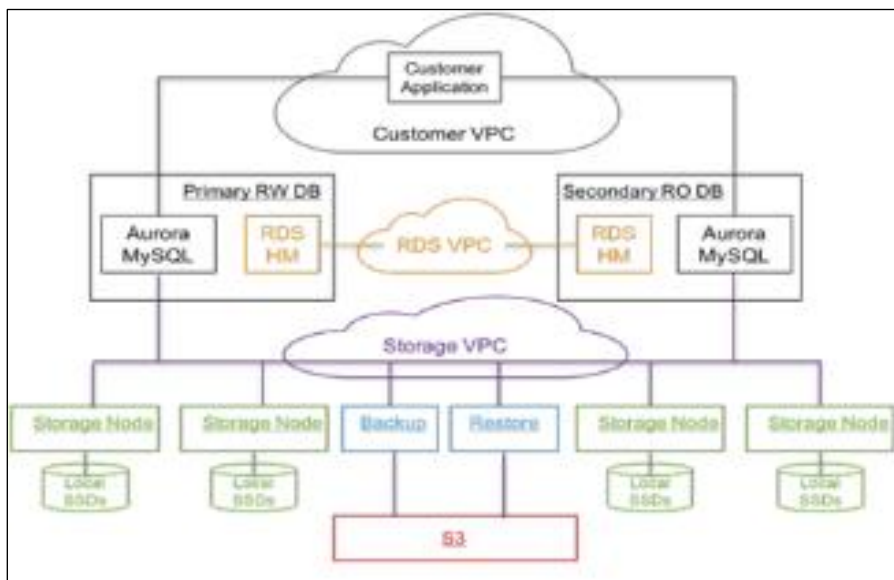 Customer
Application
Customer VPC
Primary RW DB
Secondary RO DB
Aurora
MySQL
RDS
HM
RDS VPC
RDS
HM
Aurora
MySQL
Storage VPC
Storage Node
Storage Node
Backup
Restore
Storage Node
Storage Node
Local
SSDs
Local
SSDs
Local
SSDs
Local
SSDs
S3